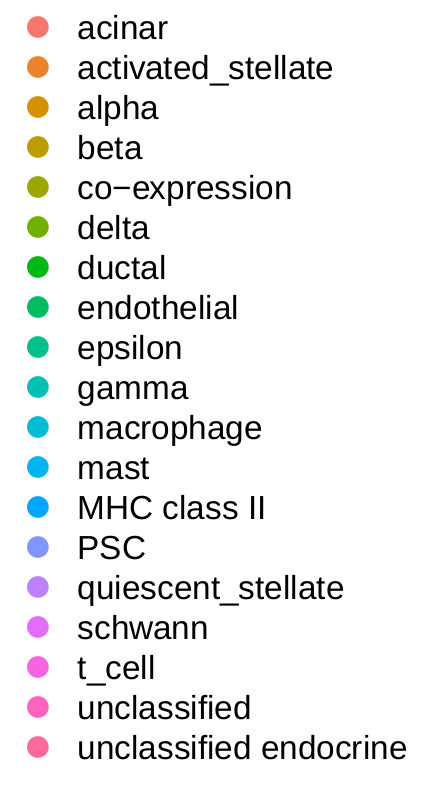 acinar
activated_stellate
alpha
beta
co−expression
delta
ductal
endothelial
epsilon
gamma
macrophage
mast
MHC class II
PSC
quiescent_stellate
schwann
t_cell
unclassified
unclassified endocrine